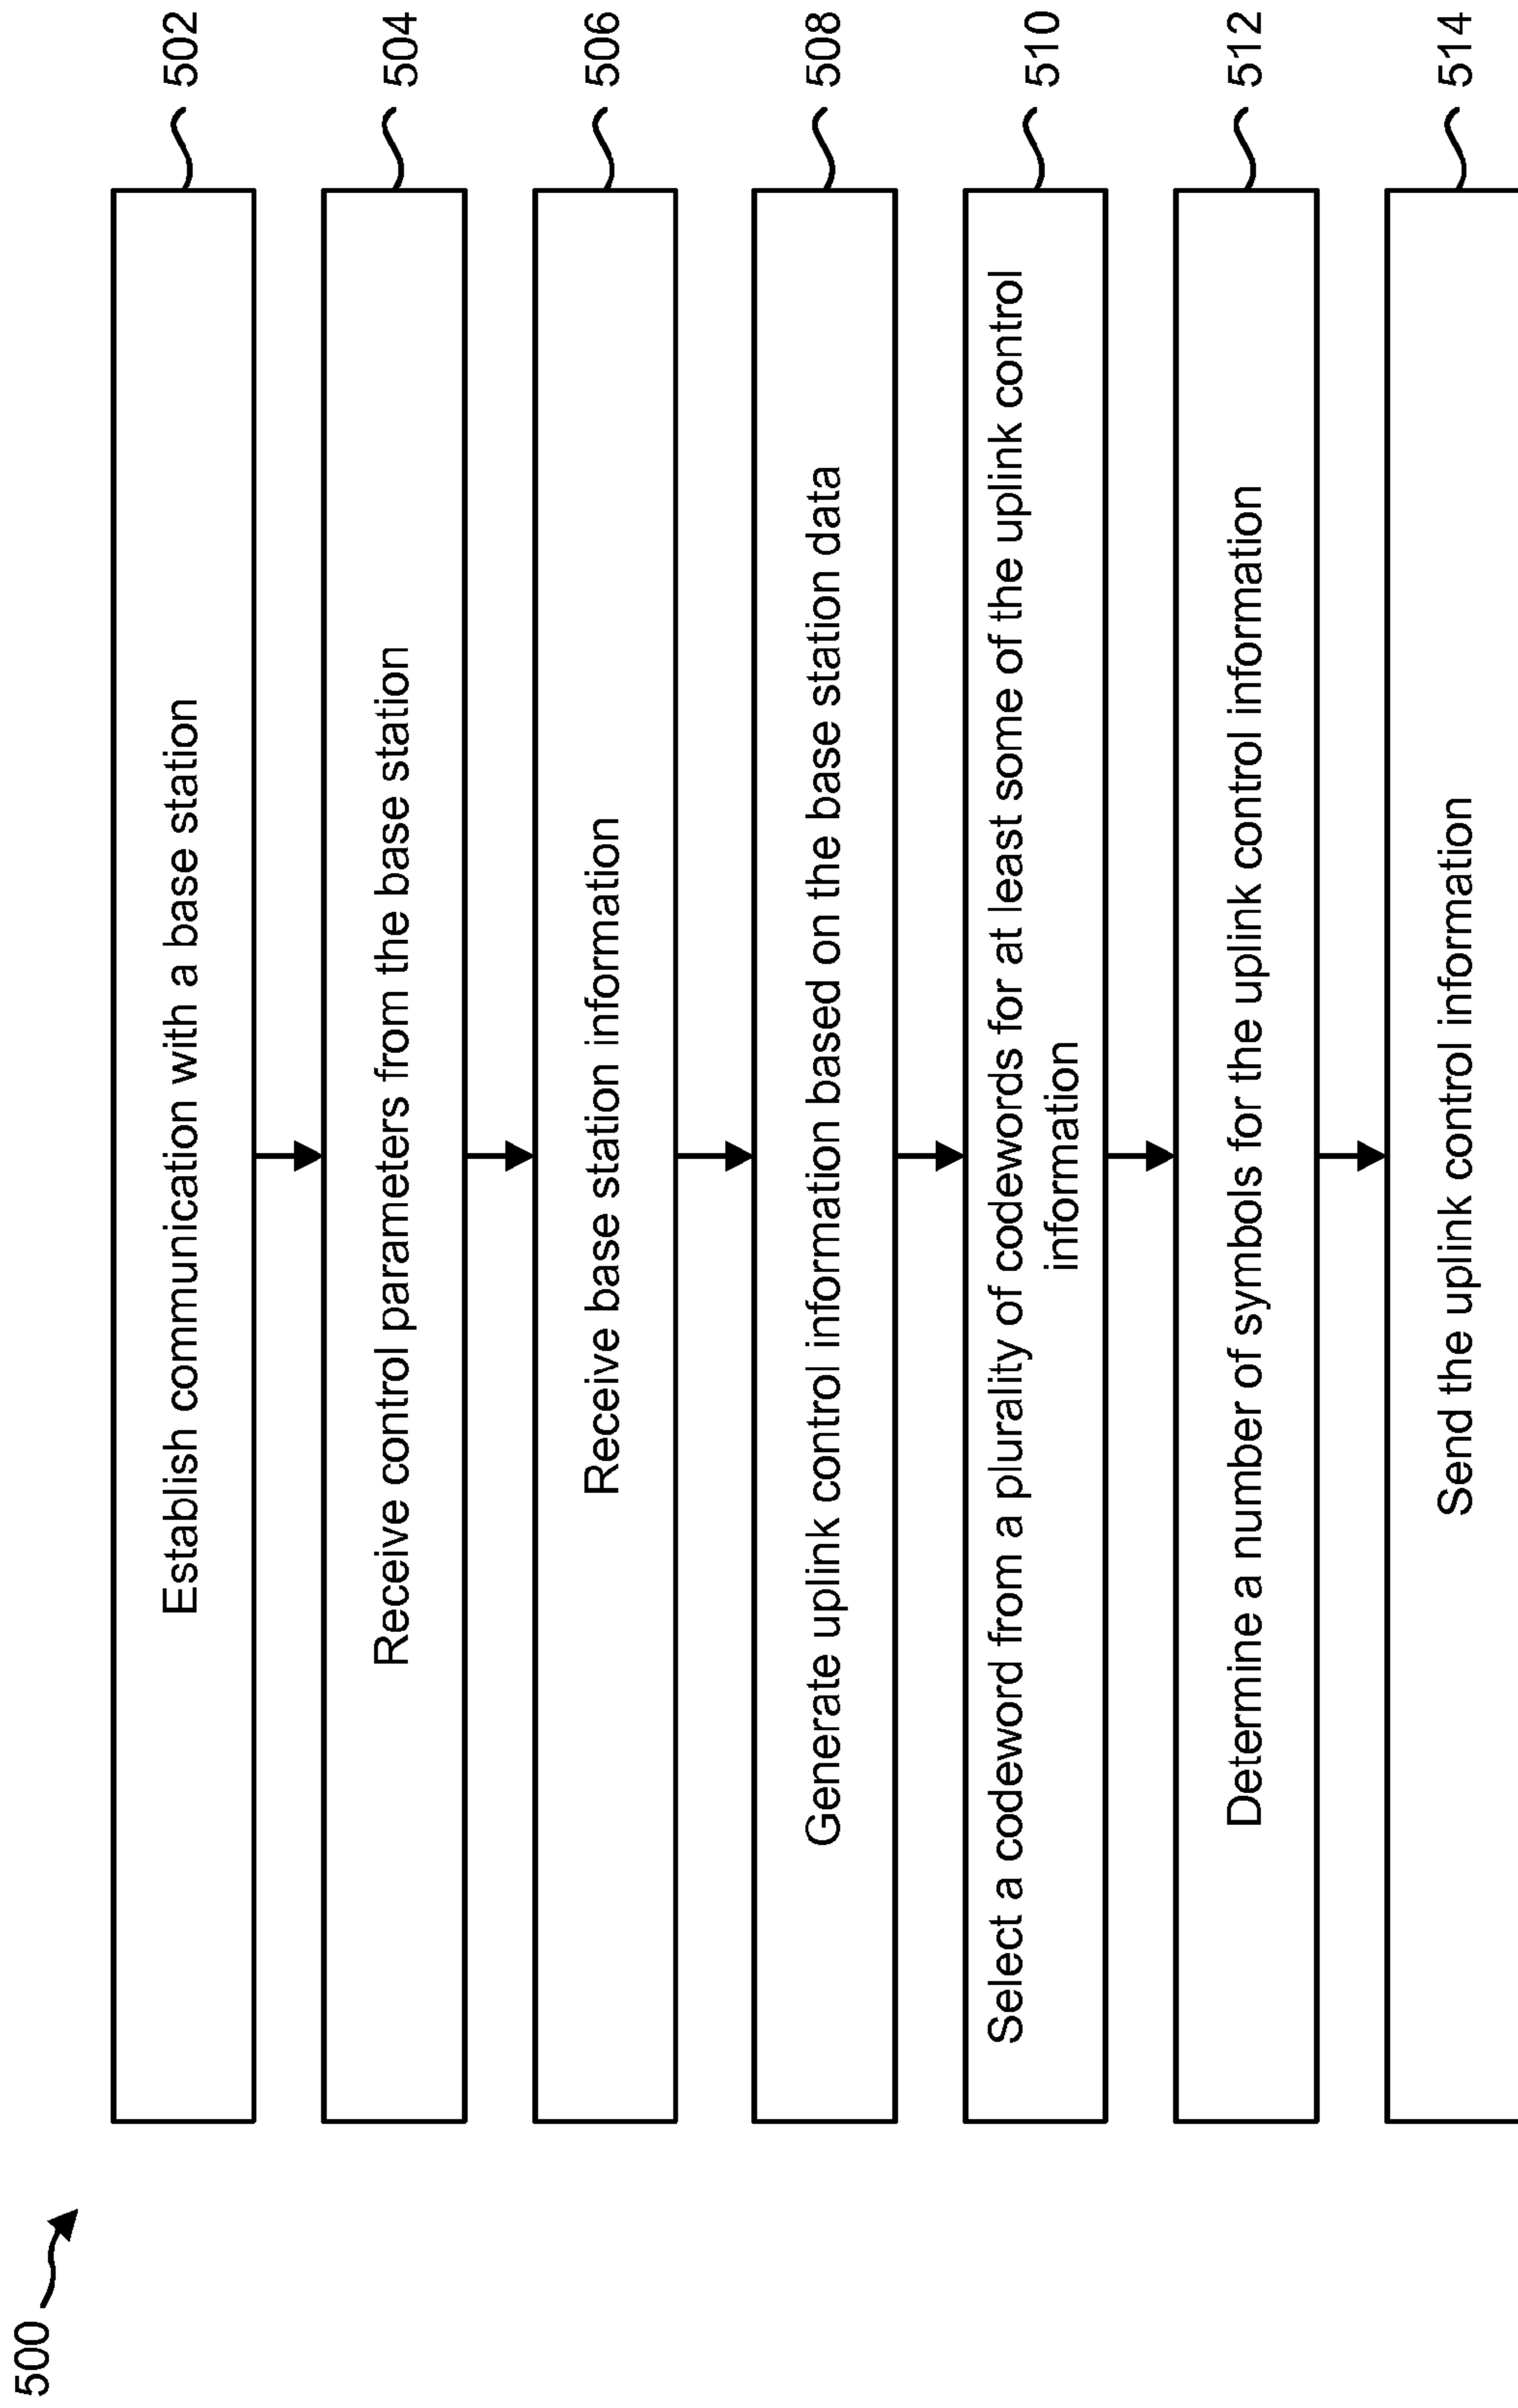 500
Establish communication with a base station
502
Receive control parameters from the base station
504
Receive base station information
506
Generate uplink control information based on the base station data
508
Select a codeword from a plurality of codewords for at least some of the uplink control
information
510
Determine a number of symbols for the uplink control information
512
Send the uplink control information
514